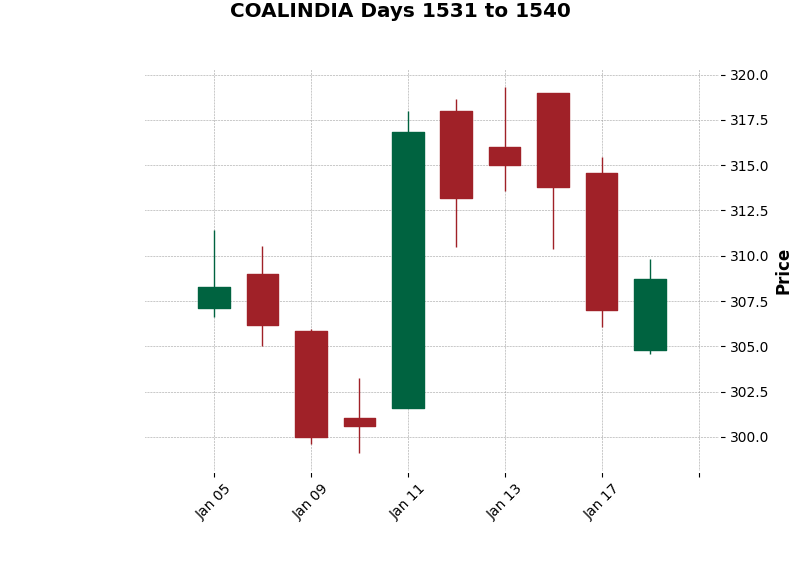 COALINDIA Days 1531 to 1540
320.0
317.5
315.0
312.5
310.0
307.5
305.0
302.5
300.0
Price
Jan 05
Jan 09
Jan 11
Jan 13
Jan 17